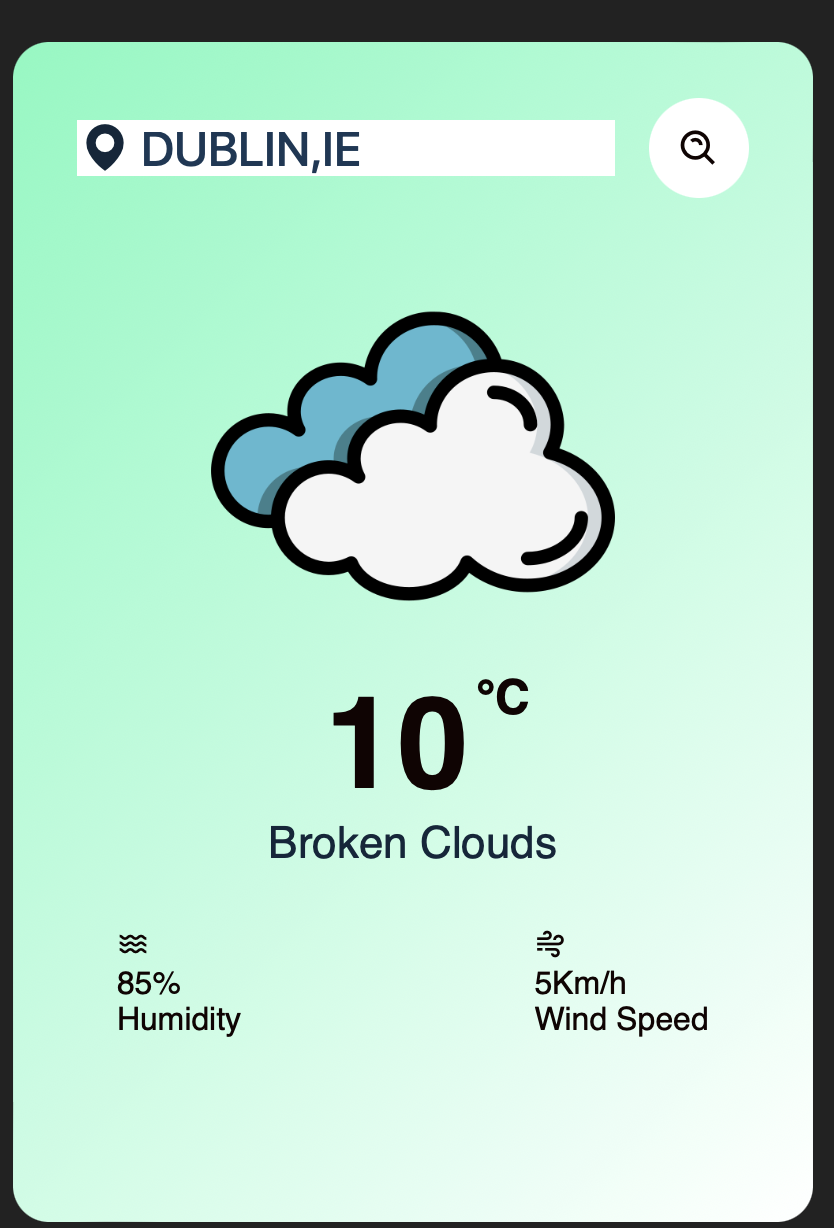 DUBLIN,IE
10°C
Broken Clouds
85%
Humidity
5Km/h
Wind Speed